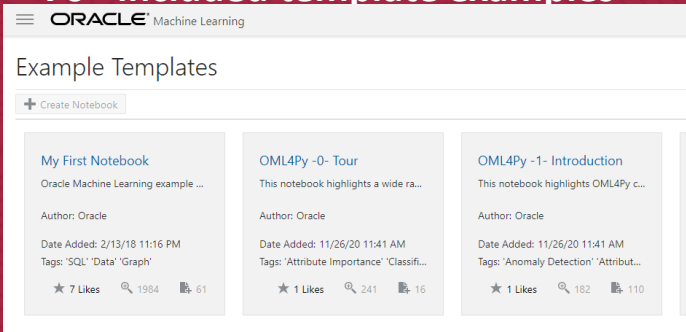 ORACLE® Machine Learning
Example Templates
Create Notebook
My First Notebook
Oracle Machine Learning example ...
Author: Oracle
Date Added: 2/13/18 11:16 PM
Tags: 'SQL' 'Data' 'Graph'
7 Likes 1984 61
OML4Py -0- Tour
This notebook highlights a wide ra...
Author: Oracle
Date Added: 11/26/20 11:41 AM
Tags: 'Attribute Importance' 'Classifi...
1 Likes 241 16
OML4Py -1- Introduction
This notebook highlights OML4Py c...
Author: Oracle
Date Added: 11/26/20 11:41 AM
Tags: 'Anomaly Detection' 'Attribut...
1 Likes 182 110